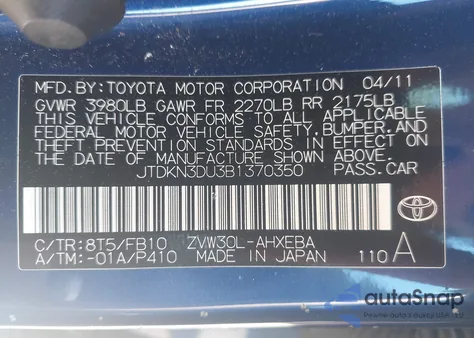 MFD. BY: TOYOTA MOTOR CORPORATION 04/11
GVWR 3980LB GAWR FR 2270LB RR 2175LB
THIS VEHICLE CONFORMS TO ALL APPLICABLE
FEDERAL MOTOR VEHICLE SAFETY, BUMPER, AND
THEFT PREVENTION STANDARDS IN EFFECT ON
THE DATE OF MANUFACTURE SHOWN ABOVE.
JTDKN3DU3B1370350 PASS. CAR
TOYOTA
C/TR: 8T5/FB10 ZVW30L-AHXEBA
A/TM: -01A/P410 MADE IN JAPAN 110 A
autoSnap